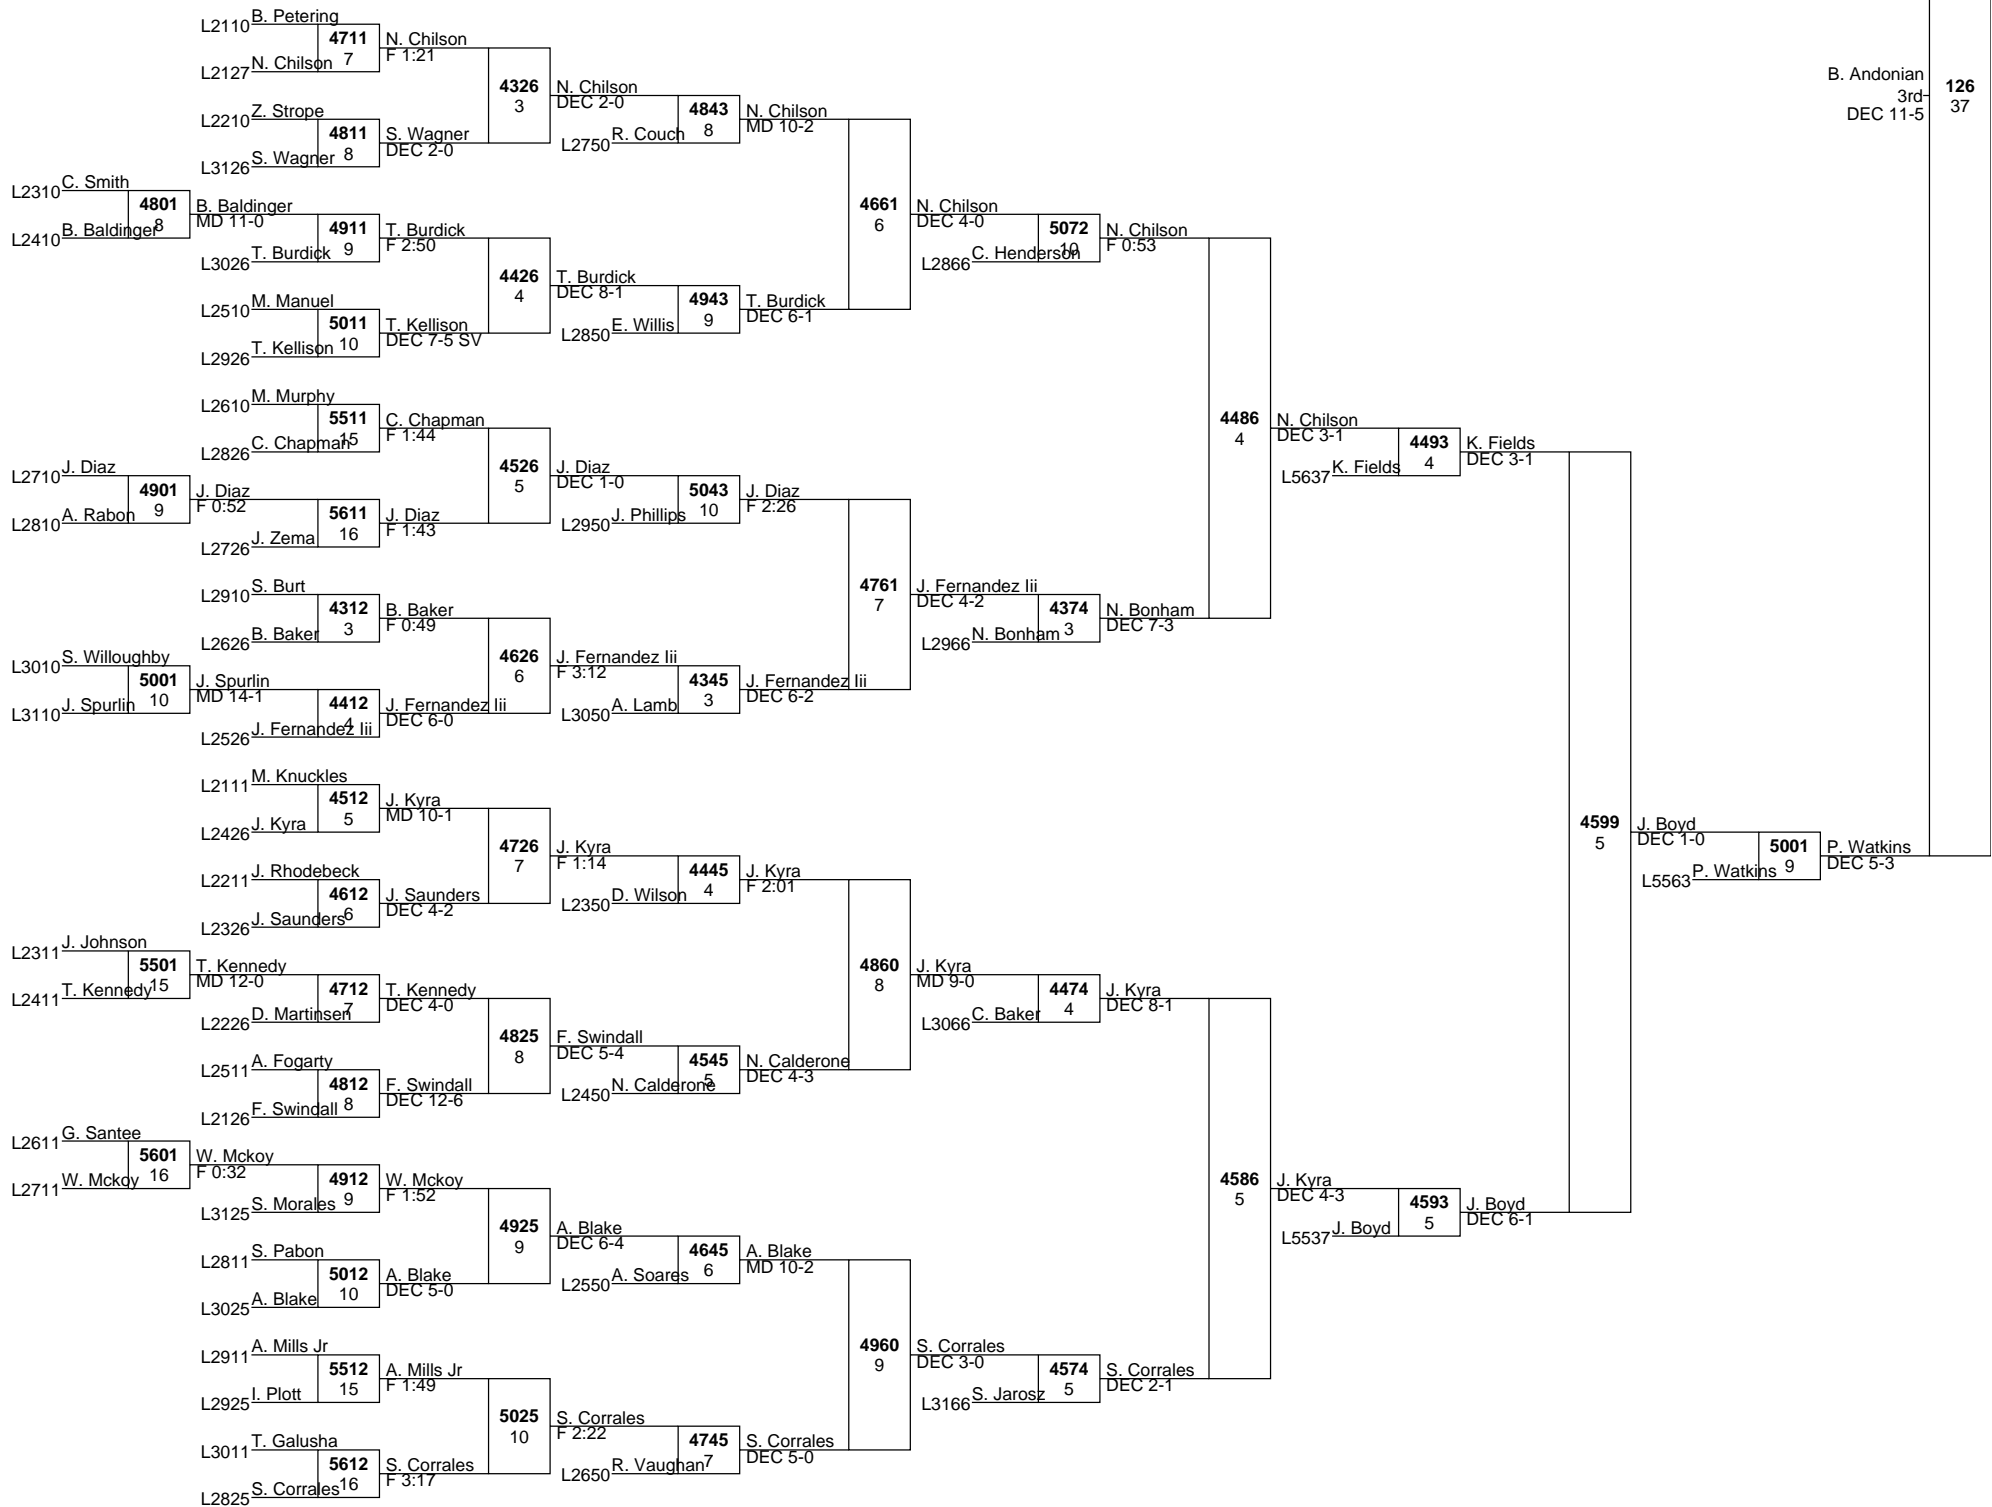 L2110 B. Petering
4711
7
N. Chilson
F 1:21
L2127 N. Chilson
4326
3
N. Chilson
DEC 2-0
L2210 Z. Strope
4811
8
S. Wagner
DEC 2-0
L3126 S. Wagner
L2750 R. Couch
4843
8
N. Chilson
MD 10-2
B. Andonian
3rd
DEC 11-5
126
37
L2310 C. Smith
4801
8
B. Baldinger
MD 11-0
L2410 B. Baldinger
4911
9
T. Burdick
F 2:50
L3026 T. Burdick
4426
4
T. Burdick
DEC 8-1
L2510 M. Manuel
5011
10
T. Kellison
DEC 7-5 SV
L2926 T. Kellison
L2850 E. Willis
4943
9
T. Burdick
DEC 6-1
4661
6
N. Chilson
DEC 4-0
L2866 C. Henderson
5072
10
N. Chilson
F 0:53
L2610 M. Murphy
5511
15
C. Chapman
F 1:44
L2826 C. Chapman
4526
5
J. Diaz
DEC 1-0
L2710 J. Diaz
4901
9
J. Diaz
F 0:52
L2810 A. Rabon
5611
16
J. Diaz
F 1:43
L2726 J. Zema
L2950 J. Phillips
5043
10
J. Diaz
F 2:26
4486
4
N. Chilson
DEC 3-1
L5637 K. Fields
4493
4
K. Fields
DEC 3-1
L2910 S. Burt
4312
3
B. Baker
F 0:49
L2626 B. Baker
4626
6
J. Fernandez Iii
F 3:12
L3010 S. Willoughby
5001
10
J. Spurlin
MD 14-1
L3110 J. Spurlin
4412
4
J. Fernandez Iii
DEC 6-0
L2526 J. Fernandez Iii
L3050 A. Lamb
4345
3
J. Fernandez Iii
DEC 6-2
4761
7
J. Fernandez Iii
DEC 4-2
L2966 N. Bonham
4374
3
N. Bonham
DEC 7-3
L2111 M. Knuckles
4512
5
J. Kyra
MD 10-1
L2426 J. Kyra
4726
7
J. Kyra
F 1:14
L2211 J. Rhodebeck
4612
6
J. Saunders
DEC 4-2
L2326 J. Saunders
L2350 D. Wilson
4445
4
J. Kyra
F 2:01
4599
5
J. Boyd
DEC 1-0
L5563 P. Watkins
5001
9
P. Watkins
DEC 5-3
L2311 J. Johnson
5501
15
T. Kennedy
MD 12-0
L2411 T. Kennedy
4712
7
T. Kennedy
DEC 4-0
L2226 D. Martinsen
4825
8
F. Swindall
DEC 5-4
L2511 A. Fogarty
4812
8
F. Swindall
DEC 12-6
L2126 F. Swindall
L2450 N. Calderone
4545
5
N. Calderone
DEC 4-3
4860
8
J. Kyra
MD 9-0
L3066 C. Baker
4474
4
J. Kyra
DEC 8-1
L2611 G. Santee
5601
16
W. Mckoy
F 0:32
L2711 W. Mckoy
4912
9
W. Mckoy
F 1:52
L3125 S. Morales
4925
9
A. Blake
DEC 6-4
L2811 S. Pabon
5012
10
A. Blake
DEC 5-0
L3025 A. Blake
L2550 A. Soares
4645
6
A. Blake
MD 10-2
4586
5
J. Kyra
DEC 4-3
L5537 J. Boyd
4593
5
J. Boyd
DEC 6-1
L2911 A. Mills Jr
5512
15
A. Mills Jr
F 1:49
L2925 I. Plott
5025
10
S. Corrales
F 2:22
L3011 T. Galusha
5612
16
S. Corrales
F 3:17
L2825 S. Corrales
L2650 R. Vaughan
4745
7
S. Corrales
DEC 5-0
4960
9
S. Corrales
DEC 3-0
L3166 S. Jarosz
4574
5
S. Corrales
DEC 2-1